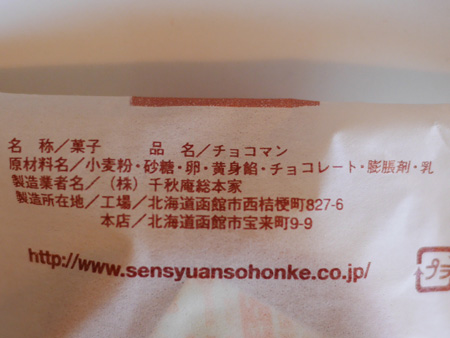 名 称／菓子 品 名／チョコマン
原材料名／小麦粉・砂糖・卵・黄身餡・チョコレート・膨脹剤・乳
製造業者名／（株）千秋庵総本家
製造所在地／工場／北海道函館市西桔梗町827-6
本店／北海道函館市宝来町9-9
http://www.sensyuansohonke.co.jp/
プラ